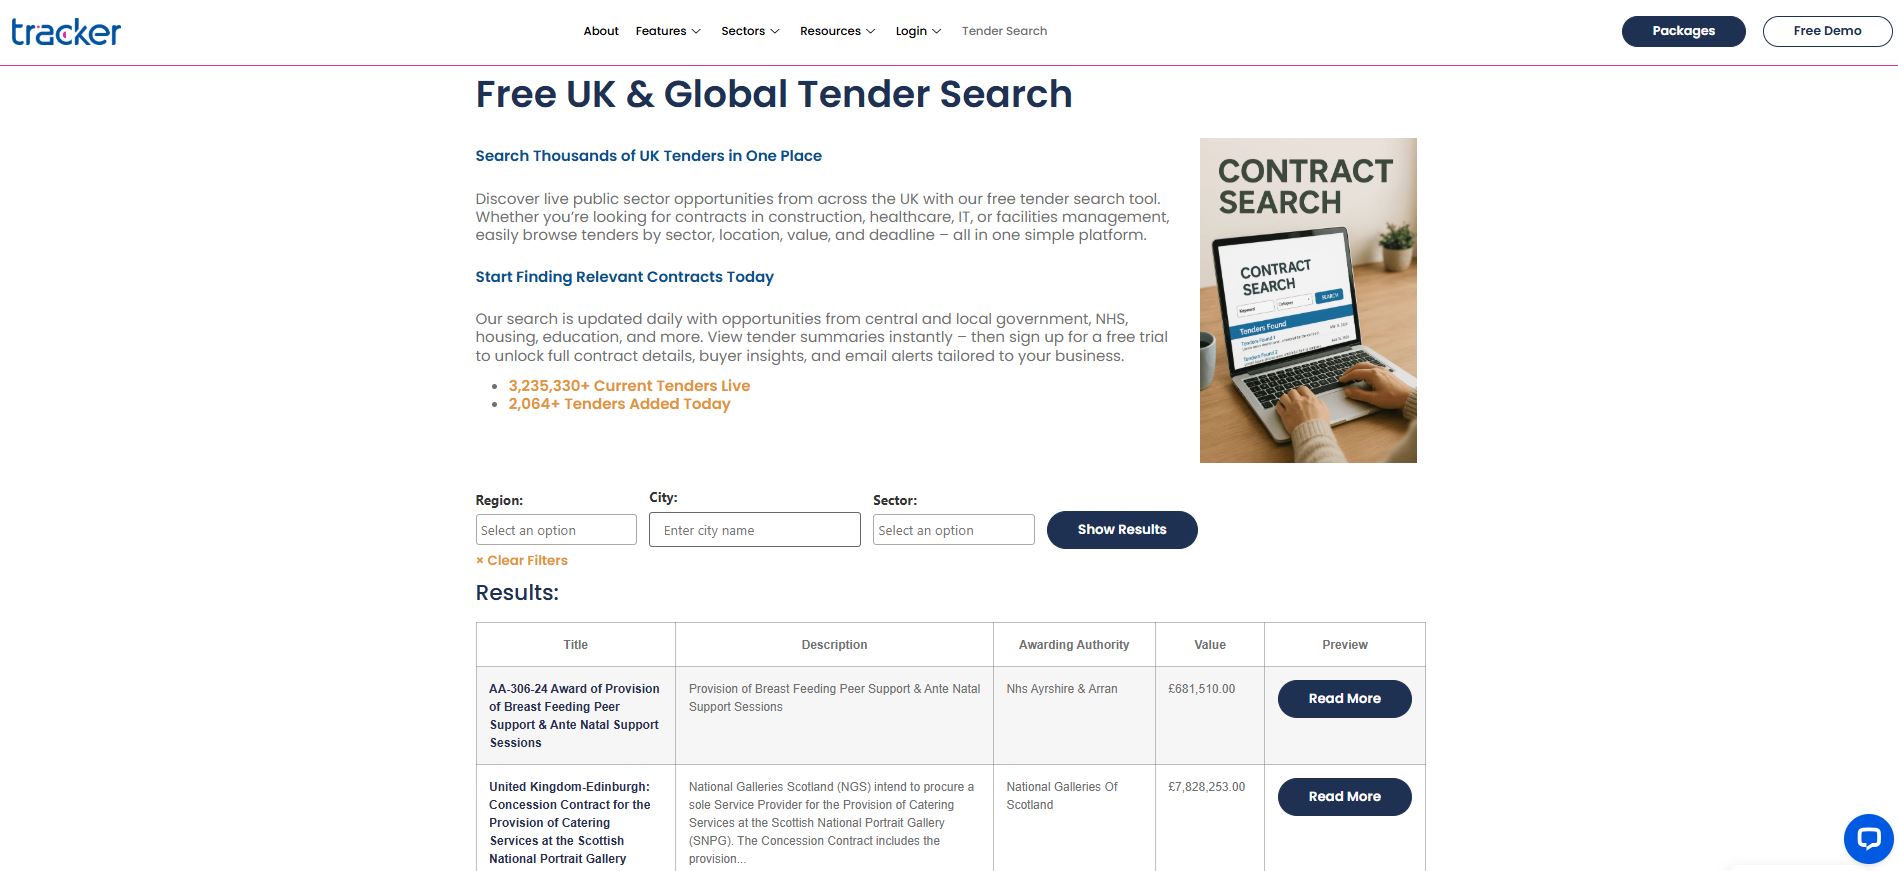 tracker
About Features Sectors Resources Login Tender Search
Packages Free Demo
Free UK & Global Tender Search
Search Thousands of UK Tenders in One Place
Discover live public sector opportunities from across the UK with our free tender search tool.
Whether you’re looking for contracts in construction, healthcare, IT, or facilities management,
easily browse tenders by sector, location, value, and deadline – all in one simple platform.
Start Finding Relevant Contracts Today
Our search is updated daily with opportunities from central and local government, NHS,
housing, education, and more. View tender summaries instantly – then sign up for a free trial
to unlock full contract details, buyer insights, and email alerts tailored to your business.
• 3,235,330+ Current Tenders Live
• 2,064+ Tenders Added Today
CONTRACT
SEARCH
CONTRACT
SEARCH
Keyword Category SEARCH
Tenders Found
Tenders Found 1
Tenders Found 2
Region:
Select an option
City:
Enter city name
Sector:
Select an option
Show Results
× Clear Filters
Results:
Title Description Awarding Authority Value Preview
AA-306-24 Award of Provision
of Breast Feeding Peer
Support & Ante Natal Support
Sessions
Provision of Breast Feeding Peer Support & Ante Natal
Support Sessions
Nhs Ayrshire & Arran
£681,510.00
Read More
United Kingdom-Edinburgh:
Concession Contract for the
Provision of Catering
Services at the Scottish
National Portrait Gallery
National Galleries Scotland (NGS) intend to procure a
sole Service Provider for the Provision of Catering
Services at the Scottish National Portrait Gallery
(SNPG). The Concession Contract includes the
provision...
National Galleries Of
Scotland
£7,828,253.00
Read More